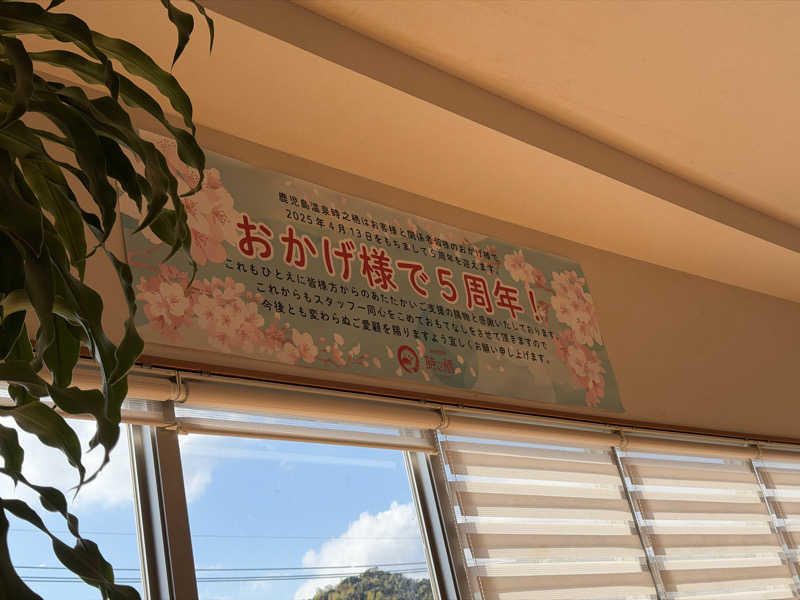 鹿児島温泉時之栖はお客様と関係者皆様のおかげ様で、
2025年4月13日をもちまして5周年を迎えます。
おかげ様で5周年!
これもひとえに皆様方からのあたたかいご支援の賜物と感謝いたしております。
これからもスタッフ一同心をこめておもてなしをさせて頂きますので
今後とも変わらぬご愛顧を賜りますよう宜しくお願い申し上げます。
時之栖